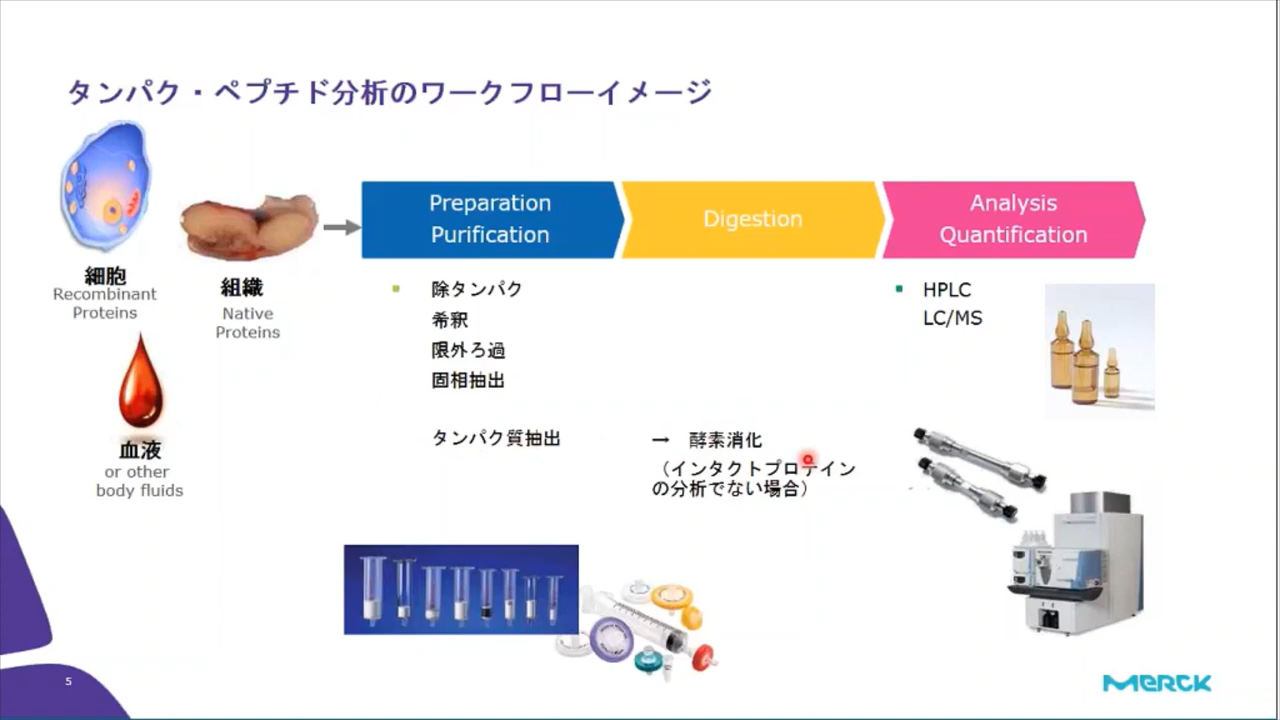 タンパク・ペプチド分析のワークフローイメージ
細胞
Recombinant
Proteins
組織
Native
Proteins
血液
or other
body fluids
Preparation
Purification
Digestion
Analysis
Quantification
除タンパク
希釈
限外ろ過
固相抽出
タンパク質抽出
→ 酵素消化
（インタクトプロテイン
の分析でない場合）
HPLC
LC/MS
5
MERCK